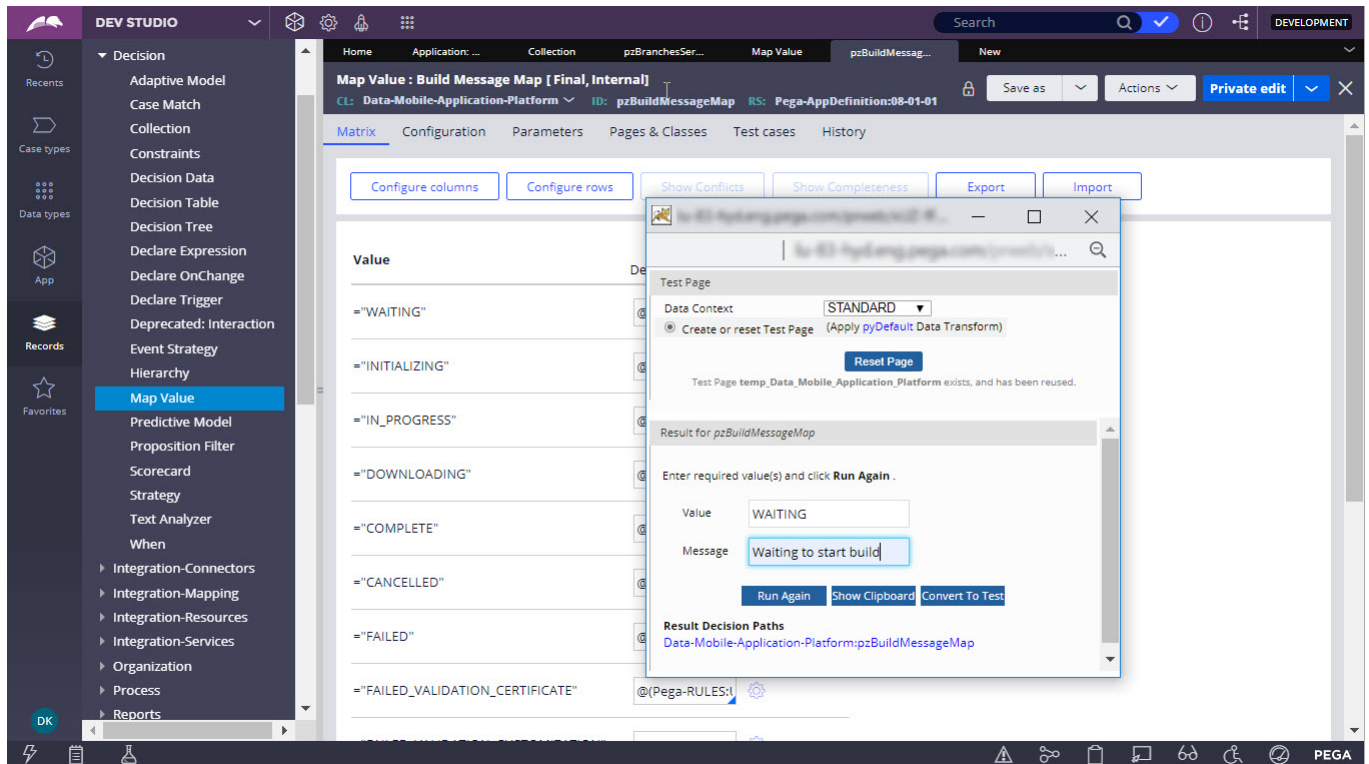 DEV STUDIO
Search
DEVELOPMENT
Recents
Case types
Data types
App
Records
Favorites
DK
Decision
Adaptive Model
Case Match
Collection
Constraints
Decision Data
Decision Table
Decision Tree
Declare Expression
Declare OnChange
Declare Trigger
Deprecated: Interaction
Event Strategy
Hierarchy
Map Value
Predictive Model
Proposition Filter
Scorecard
Strategy
Text Analyzer
When
Integration-Connectors
Integration-Mapping
Integration-Resources
Integration-Services
Organization
Process
Reports
Home Application: ... Collection pzBranchesSer... Map Value pzBuildMessag... New
Map Value : Build Message Map [ Final, Internal]
CL: Data-Mobile-Application-Platform ID: pzBuildMessageMap RS: Pega-AppDefinition:08-01-01
Save as Actions Private edit
Matrix Configuration Parameters Pages & Classes Test cases History
Configure columns Configure rows Show Conflicts Show Completeness Export Import
Value
De
="WAITING" @
="INITIALIZING" @
="IN_PROGRESS" @
="DOWNLOADING" @
="COMPLETE" @
="CANCELLED" @
="FAILED" @
="FAILED_VALIDATION_CERTIFICATE" @(Pega-RULES:U
Test Page
Data Context STANDARD
Create or reset Test Page (Apply pyDefault Data Transform)
Reset Page
Test Page temp_Data_Mobile_Application_Platform exists, and has been reused.
Result for pzBuildMessageMap
Enter required value(s) and click Run Again .
Value WAITING
Message Waiting to start build
Run Again Show Clipboard Convert To Test
Result Decision Paths
Data-Mobile-Application-Platform:pzBuildMessageMap
PEGA